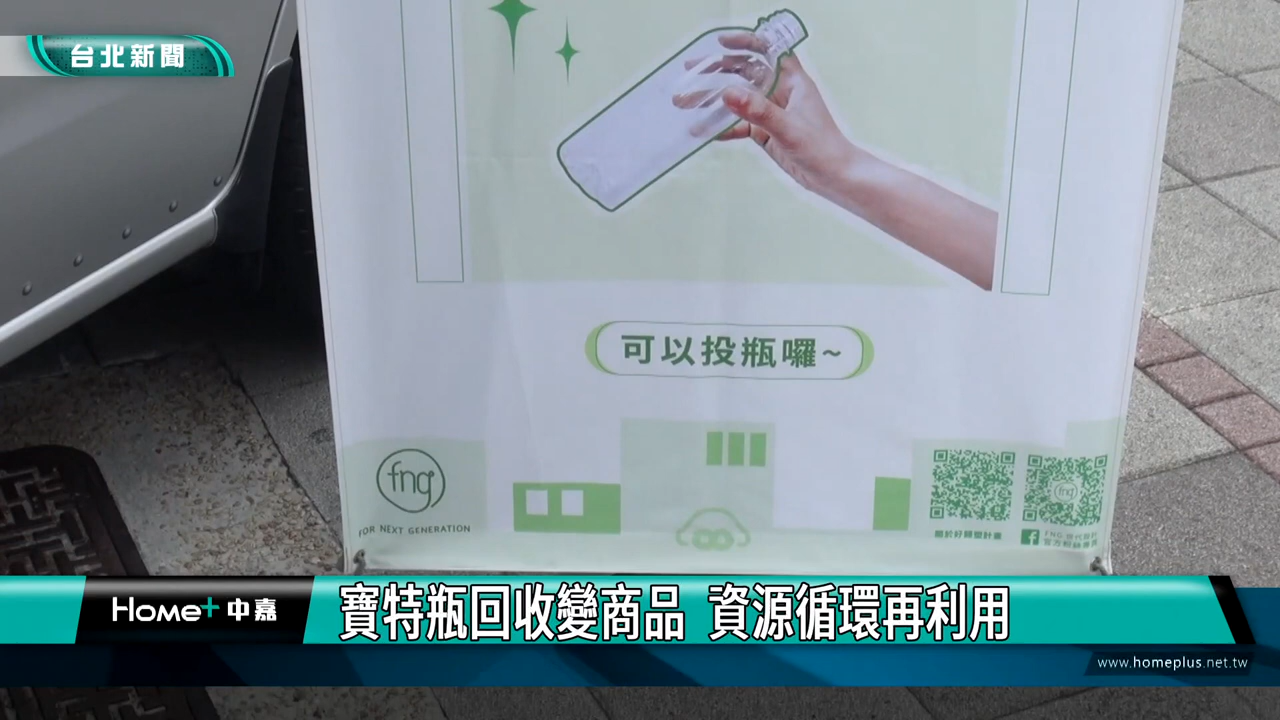 台北新聞
可以投瓶囉~
fng
FOR NEXT GENERATION
fng
Home+中嘉
寶特瓶回收變商品 資源循環再利用
www.homeplus.net.tw